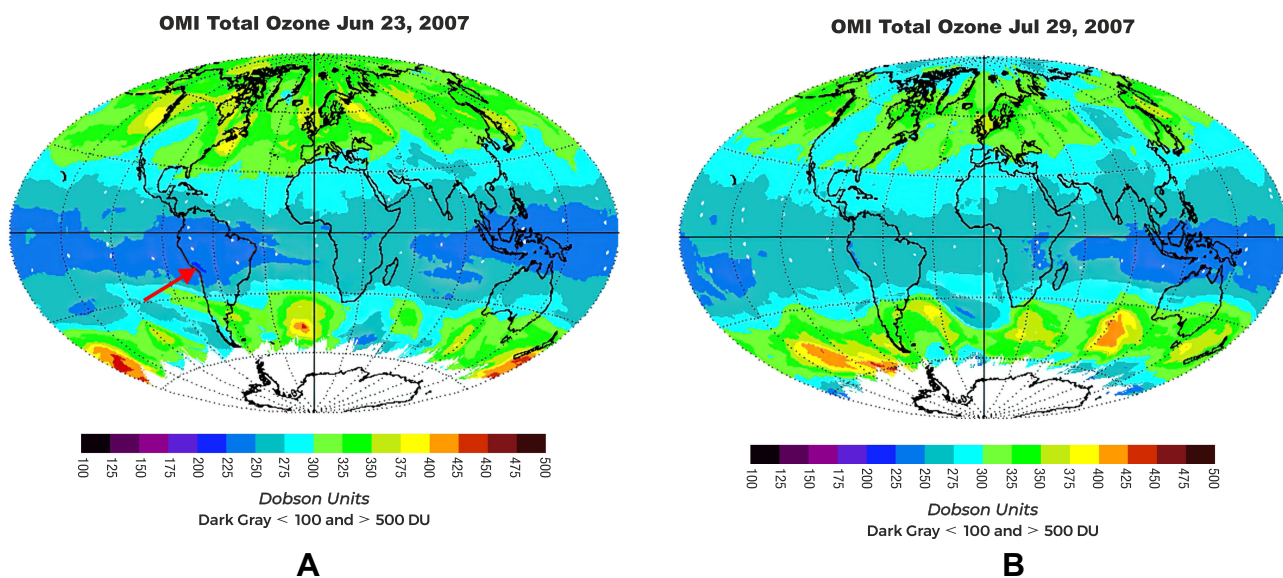 OMI Total Ozone Jun 23, 2007
100 125 150 175 200 225 250 275 300 325 350 375 400 425 450 475 500
Dobson Units
Dark Gray < 100 and > 500 DU
A
OMI Total Ozone Jul 29, 2007
100 125 150 175 200 225 250 275 300 325 350 375 400 425 450 475 500
Dobson Units
Dark Gray < 100 and > 500 DU
B